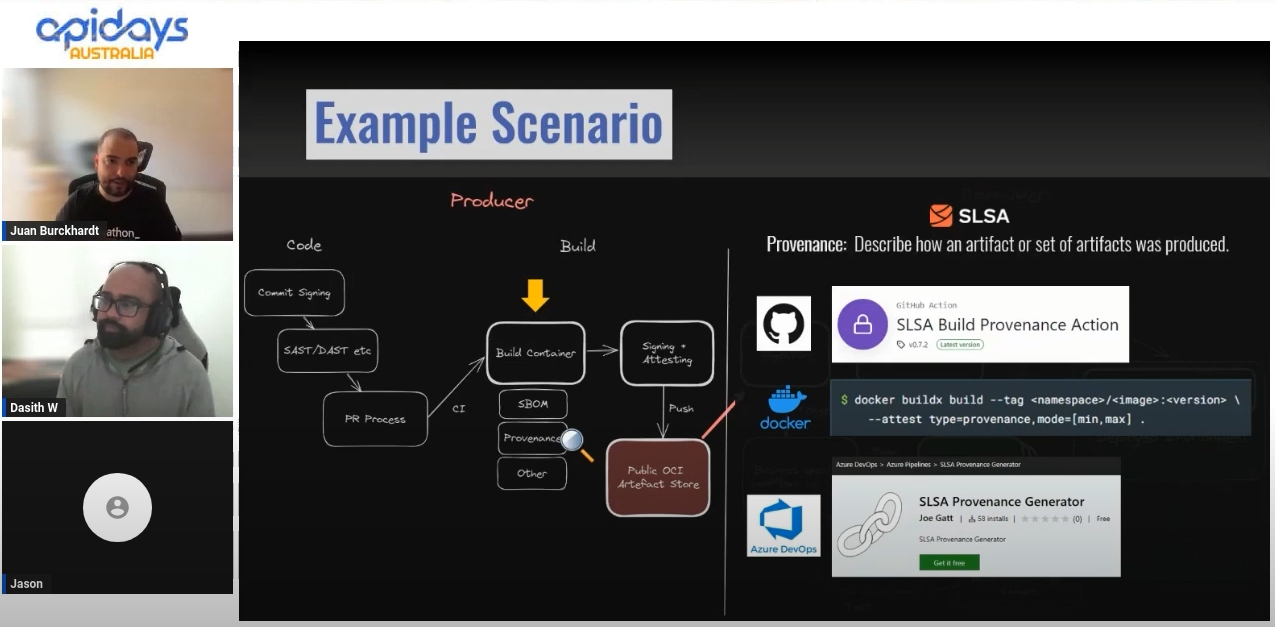 apidays
AUSTRALIA
Juan Burckhardt
athon_
Dasith W
Jason
Example Scenario
Producer
Code
Build
Commit Signing
SAST/DAST etc
PR Process
CI
Build Container
SBOM
Provenance
Other
Signing +
Attesting
Push
Public OCI
Artefact Store
SLSA
Provenance: Describe how an artifact or set of artifacts was produced.
GitHub Action
SLSA Build Provenance Action
v0.7.2 Latest version
docker
$ docker buildx build --tag <namespace>/<image>:<version> \
--attest type=provenance,mode=[min,max] .
Azure DevOps
Azure DevOps > Azure Pipelines > SLSA Provenance Generator
SLSA Provenance Generator
Joe Gatt | 58 installs | (0) | Free
SLSA Provenance Generator
Get it free